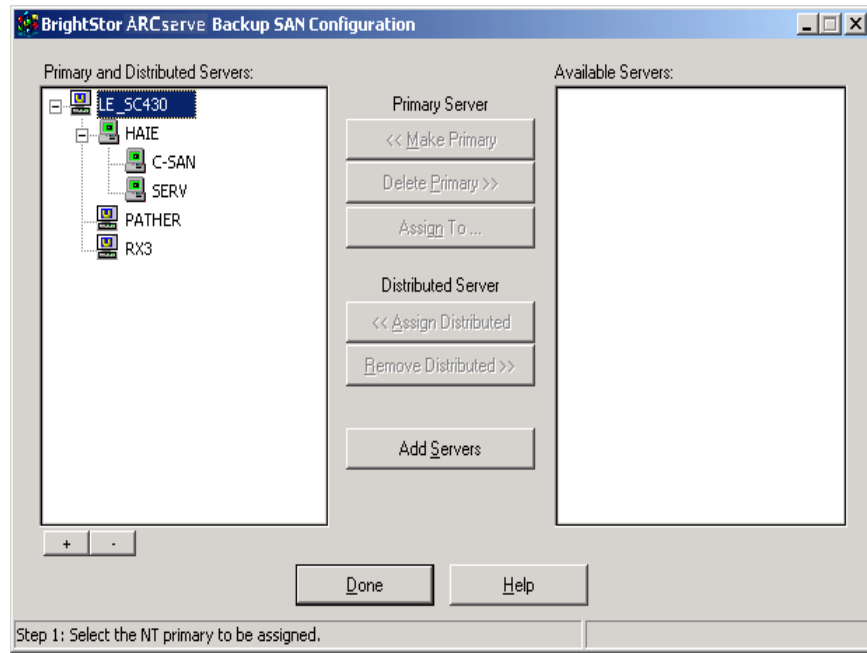 BrightStor ARCserve Backup SAN Configuration
Primary and Distributed Servers:
Available Servers:
LE_SC430
HAIE
C-SAN
SERV
PATHER
RX3
Primary Server
<< Make Primary
Delete Primary >>
Assign To ...
Distributed Server
<< Assign Distributed
Remove Distributed >>
Add Servers
+ -
Done
Help
Step 1: Select the NT primary to be assigned.